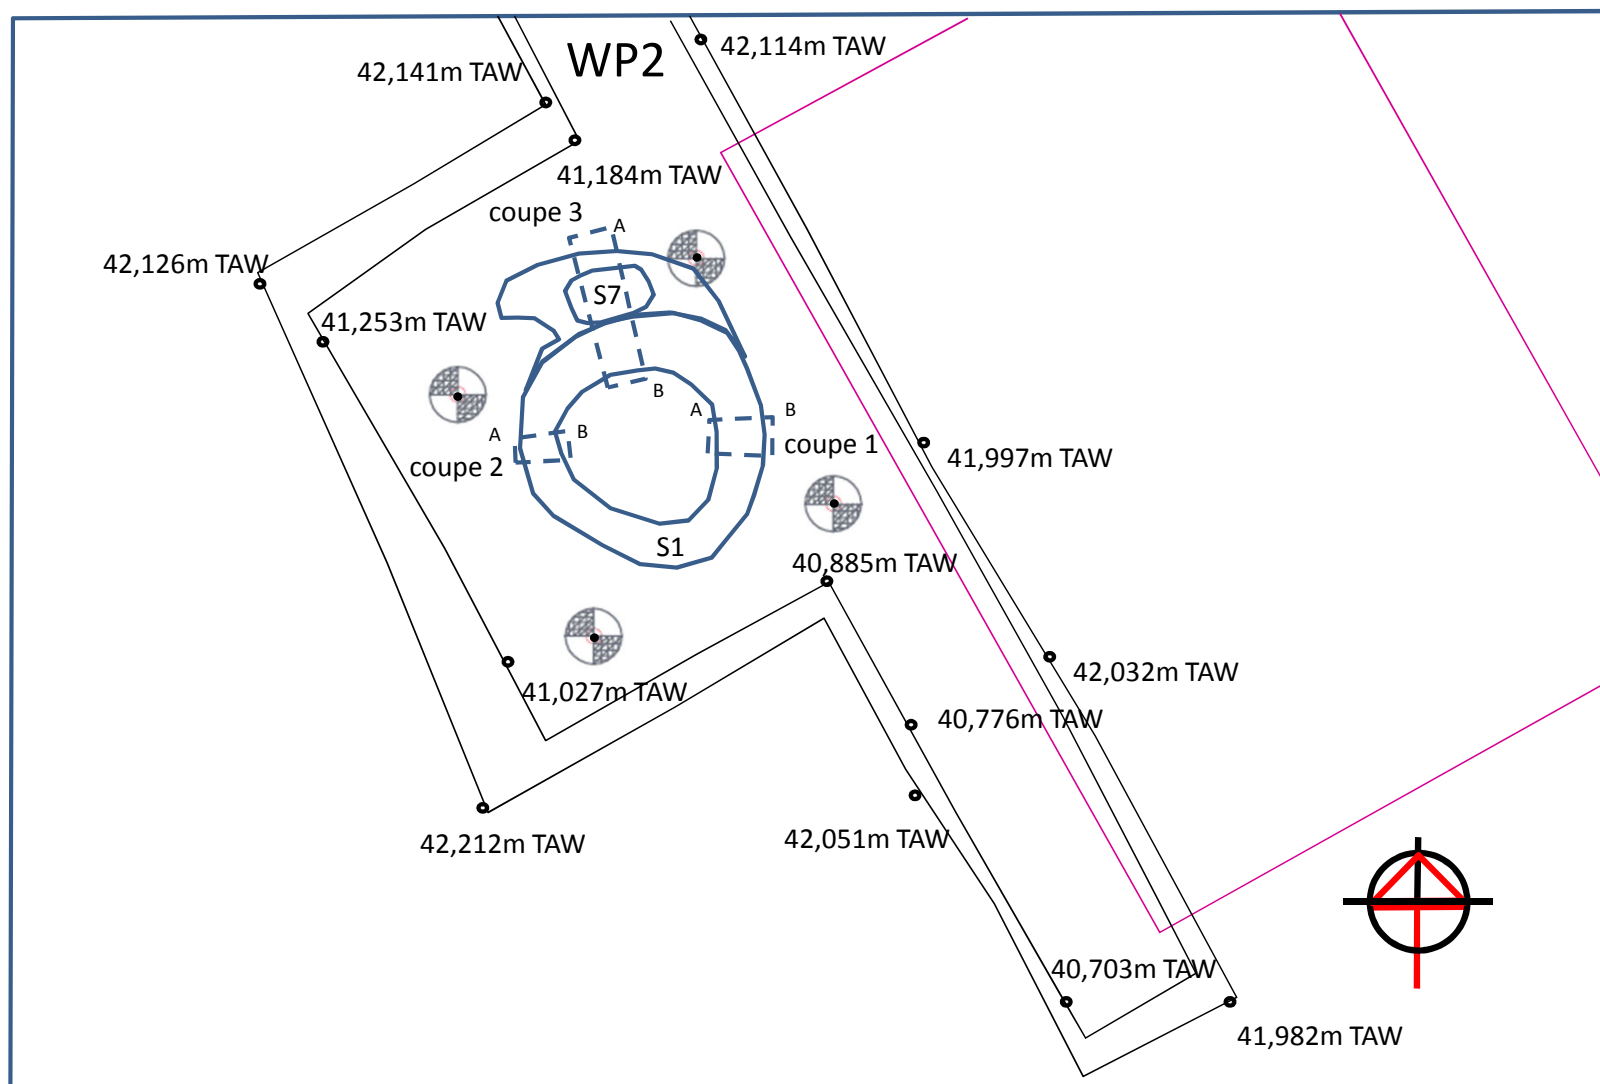 WP2
42,114m TAW
42,141m TAW
41,184m TAW
coupe 3
A
42,126m TAW
S7
41,253m TAW
B
A
B
A
B
coupe 1
coupe 2
41,997m TAW
S1
40,885m TAW
42,032m TAW
41,027m TAW
40,776m TAW
42,212m TAW
42,051m TAW
40,703m TAW
41,982m TAW